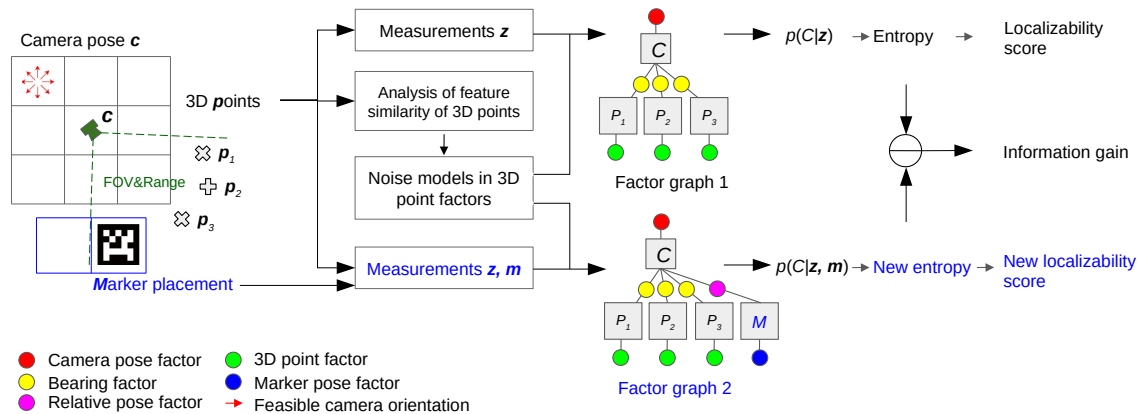 Camera pose c
c
3D points
FOV&Range
p1
p2
p3
Marker placement
Measurements z
Analysis of feature
similarity of 3D points
Noise models in 3D
point factors
Measurements z, m
C
P1 P2 P3
Factor graph 1
C
P1 P2 P3 M
Factor graph 2
p(C|z)
Entropy
Localizability
score
Information gain
p(C|z, m)
New entropy
New localizability
score
Camera pose factor
Bearing factor
Relative pose factor
3D point factor
Marker pose factor
Feasible camera orientation